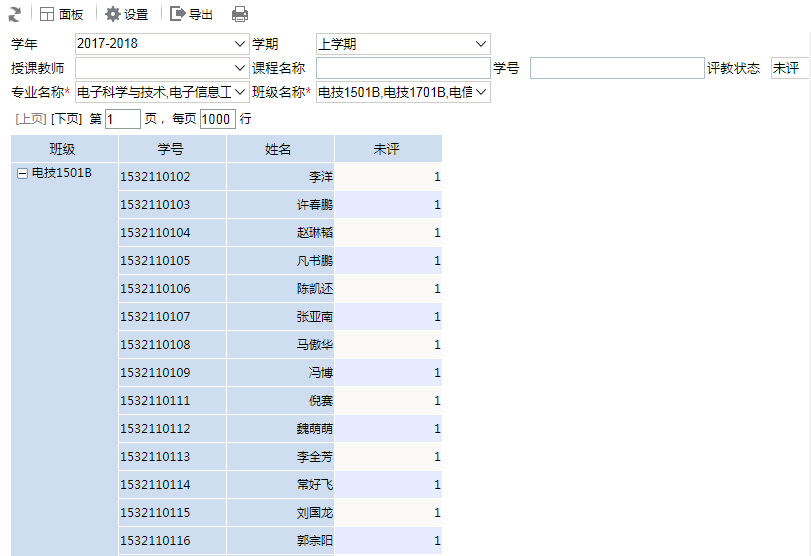 面板 设置 导出
学年 2017-2018 学期 上学期
授课教师 课程名称 学号 评教状态 未评
专业名称* 电子科学与技术,电子信息工 班级名称* 电技1501B,电技1701B,电信
[上页] [下页] 第 1 页，每页 1000 行
班级 学号 姓名 未评
电技1501B 1532110102 李洋 1
1532110103 许春鹏 1
1532110104 赵琳韬 1
1532110105 凡书鹏 1
1532110106 陈凯还 1
1532110107 张亚南 1
1532110108 马傲华 1
1532110109 冯博 1
1532110111 倪赛 1
1532110112 魏萌萌 1
1532110113 李全芳 1
1532110114 常好飞 1
1532110115 刘国龙 1
1532110116 郭宗阳 1